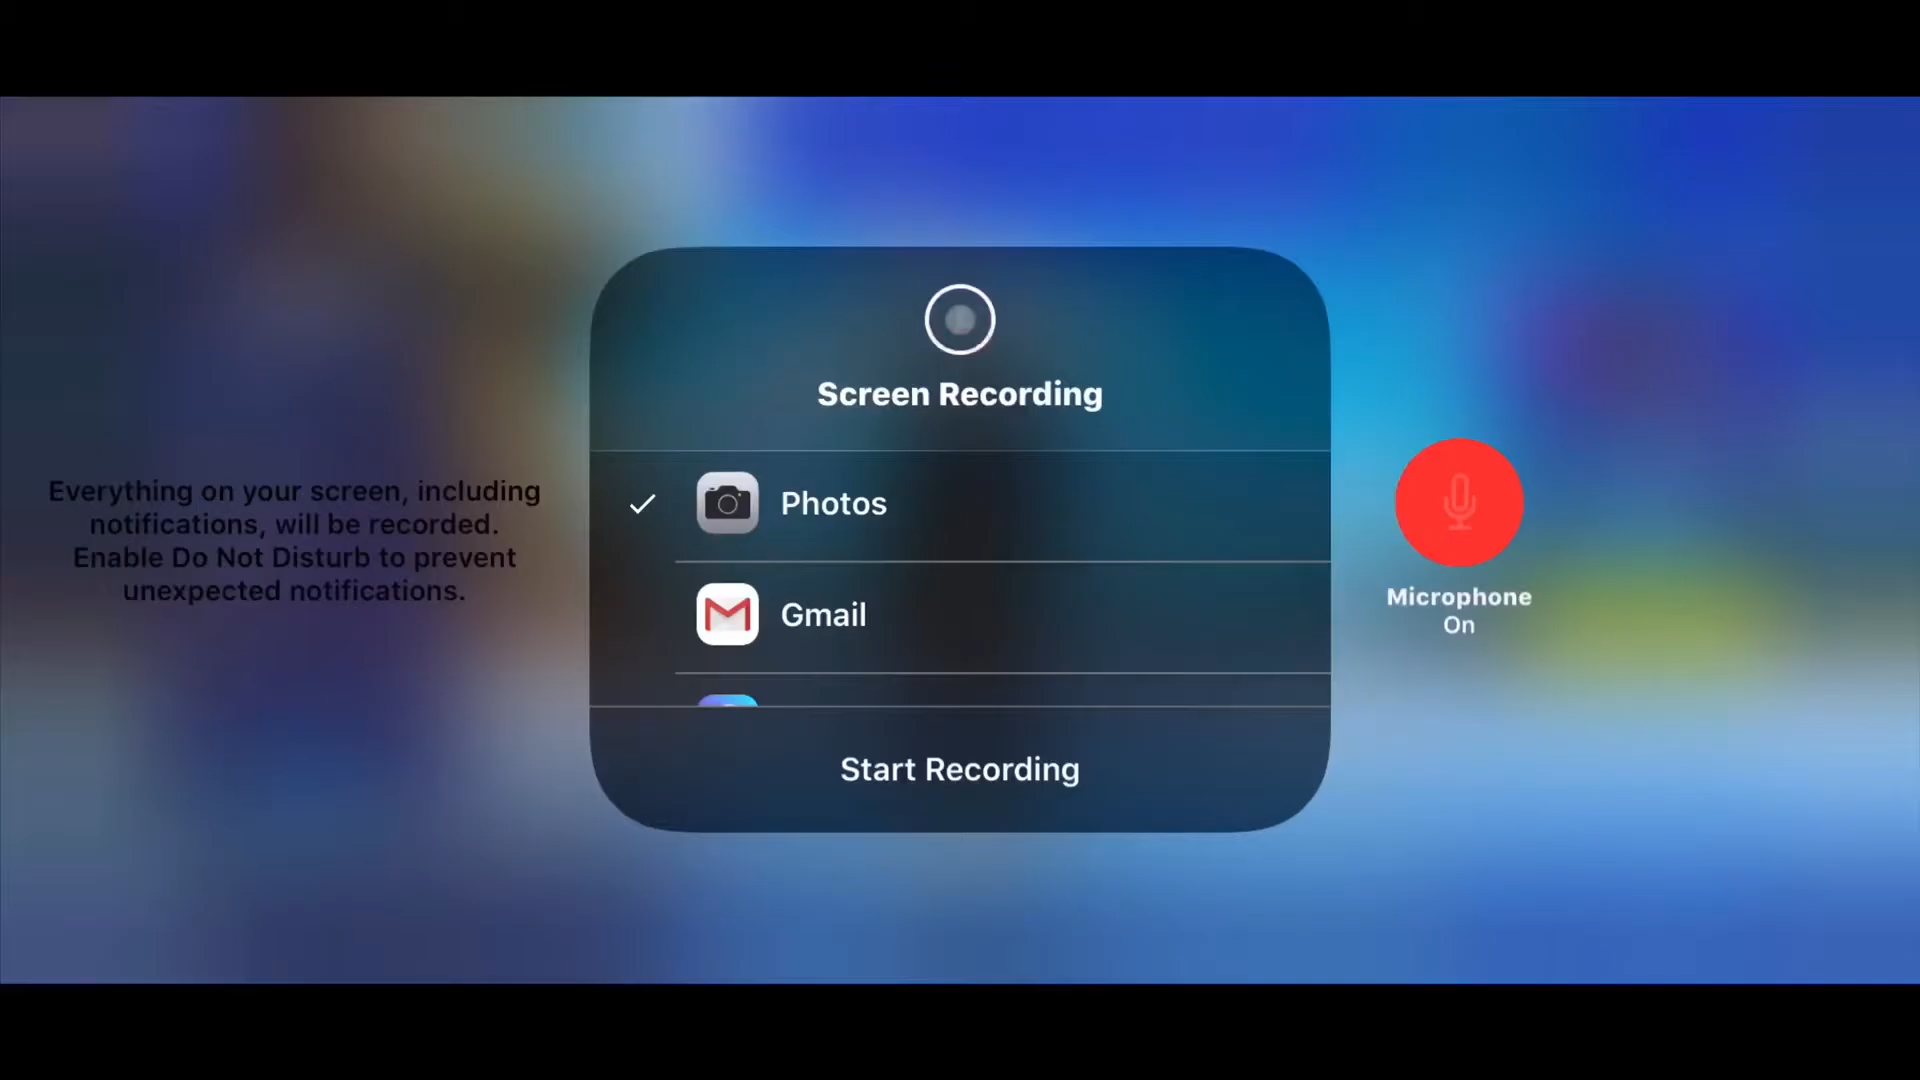 Screen Recording
Everything on your screen, including
notifications, will be recorded.
Enable Do Not Disturb to prevent
unexpected notifications.
Photos
Gmail
Start Recording
Microphone
On